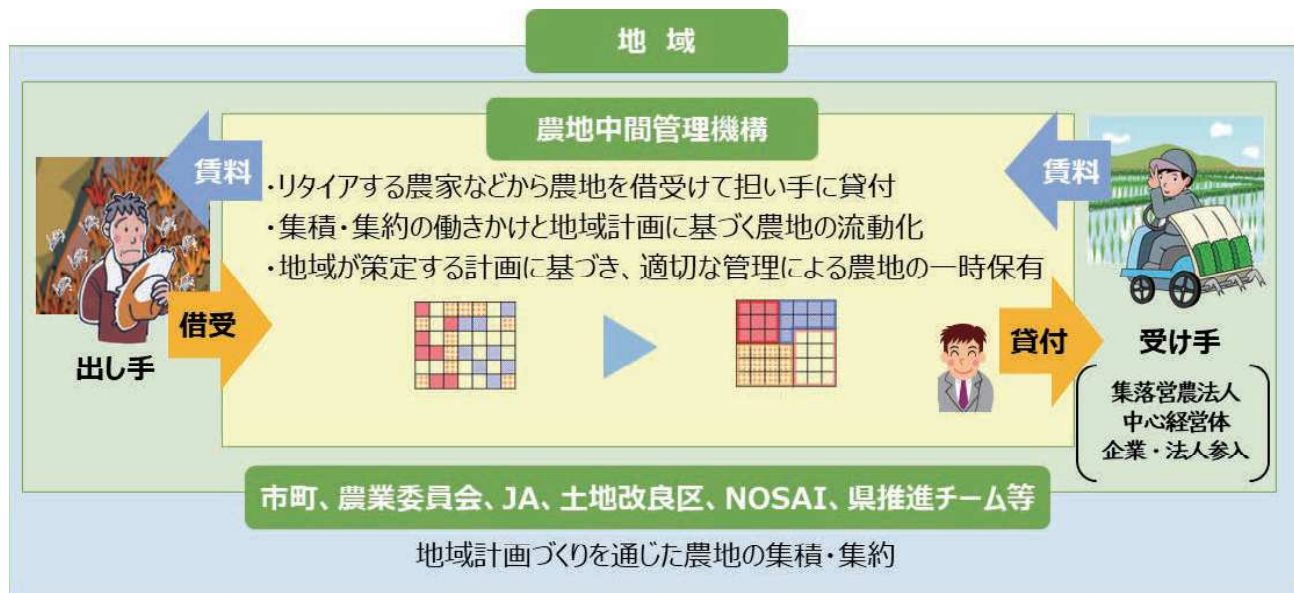 地 域
農地中間管理機構
賃料
賃料
・リタイアする農家などから農地を借受けて担い手に貸付
・集積・集約の働きかけと地域計画に基づく農地の流動化
・地域が策定する計画に基づき、適切な管理による農地の一時保有
借受
出し手
貸付
受け手
集落営農法人
中心経営体
企業・法人参入
市町、農業委員会、JA、土地改良区、NOSAI、県推進チーム等
地域計画づくりを通じた農地の集積・集約